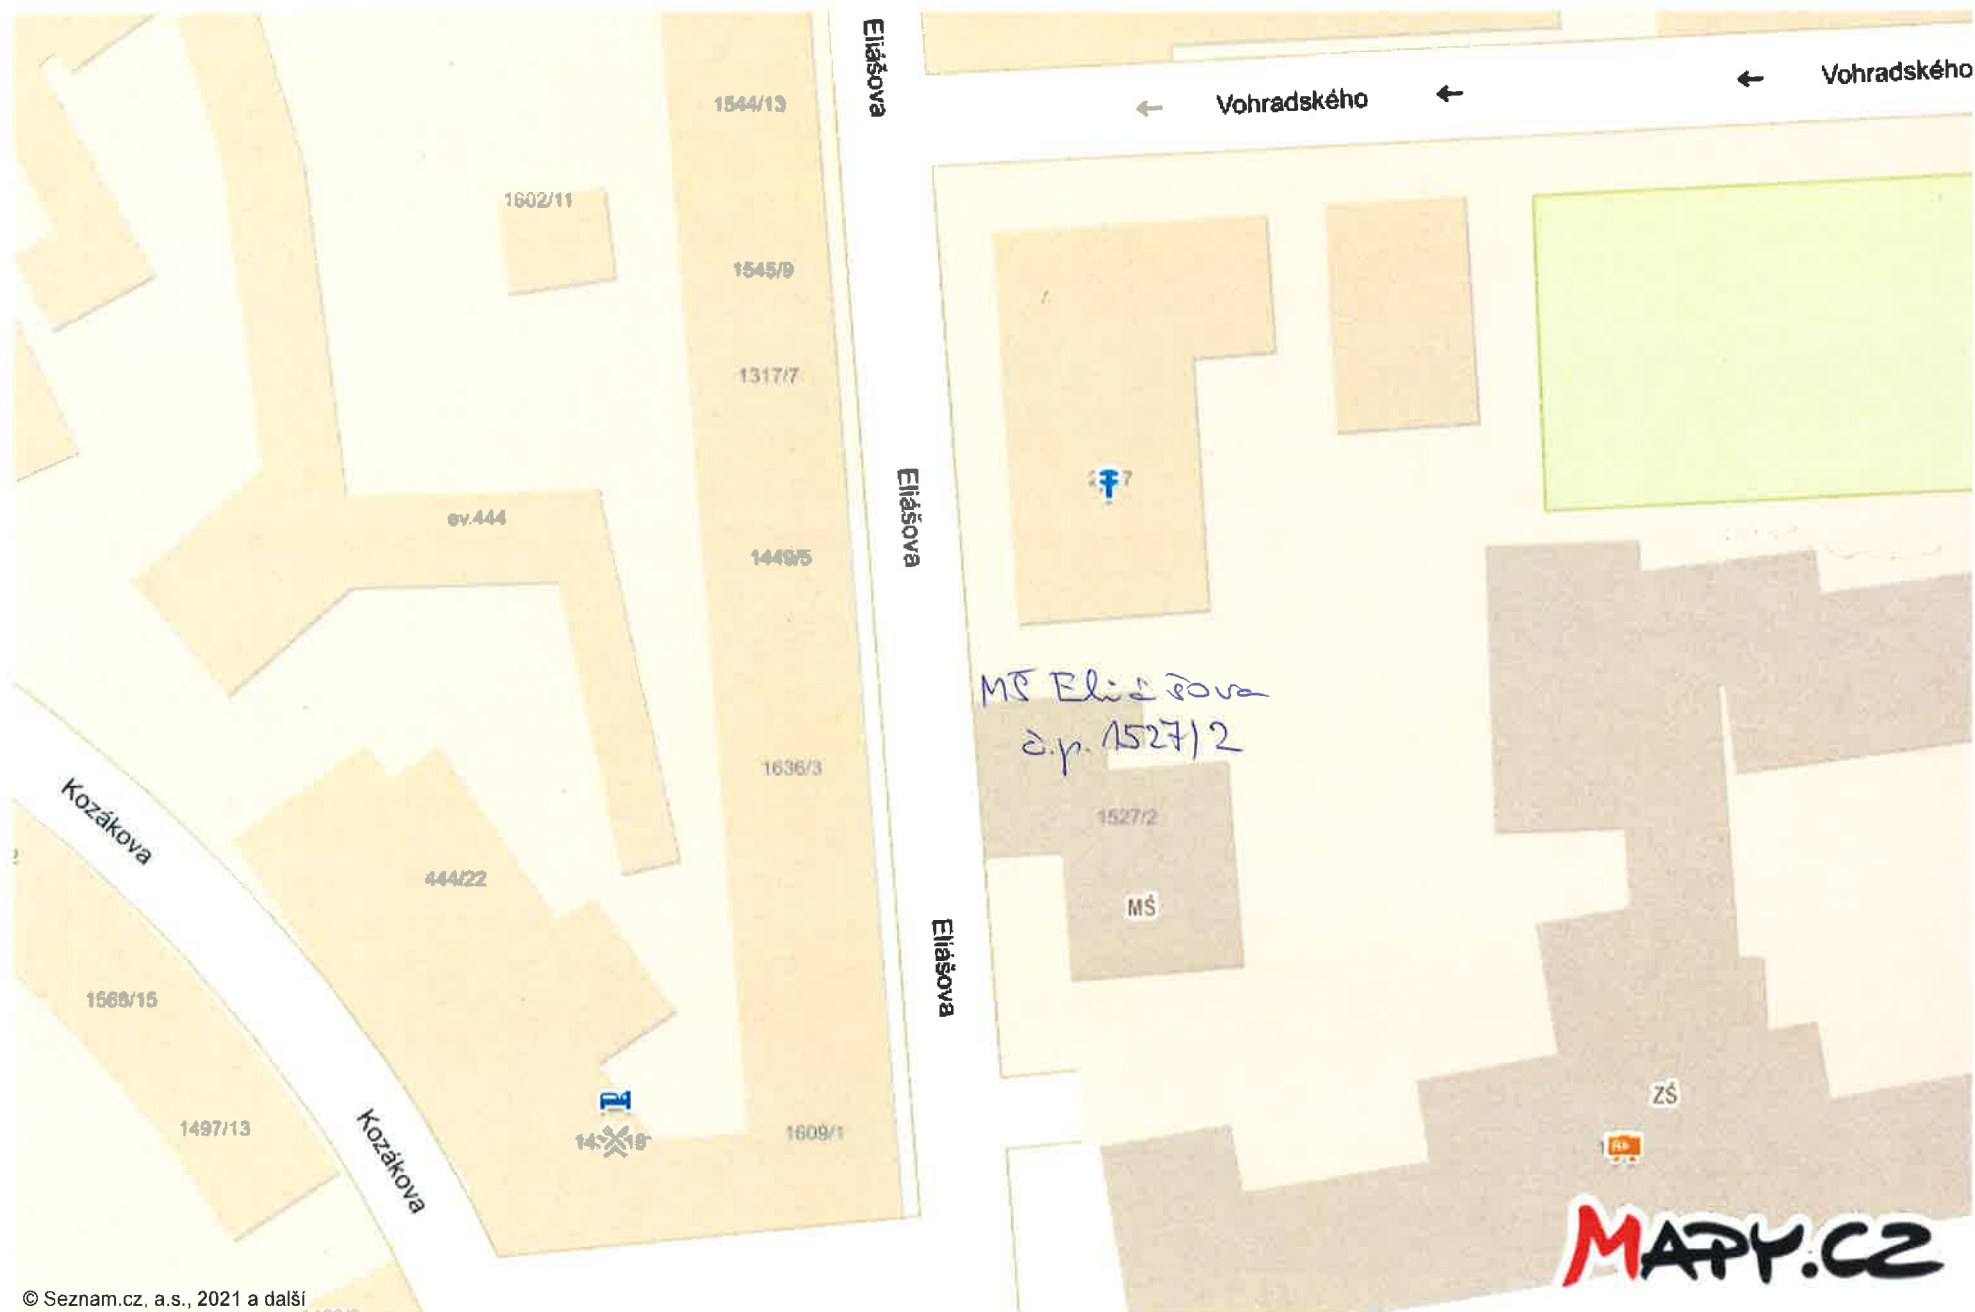 Eliášova
Vohradského
Vohradského
1544/13
1602/11
1545/9
1317/7
Eliášova
ev.444
1449/5
MŠ Eliášova
č.p. 1527/2
1636/3
Kozákova
1527/2
444/22
MŠ
Eliášova
1568/15
ZŠ
1497/13
Kozákova
1609/1
MAPY.CZ
© Seznam.cz, a.s., 2021 a další